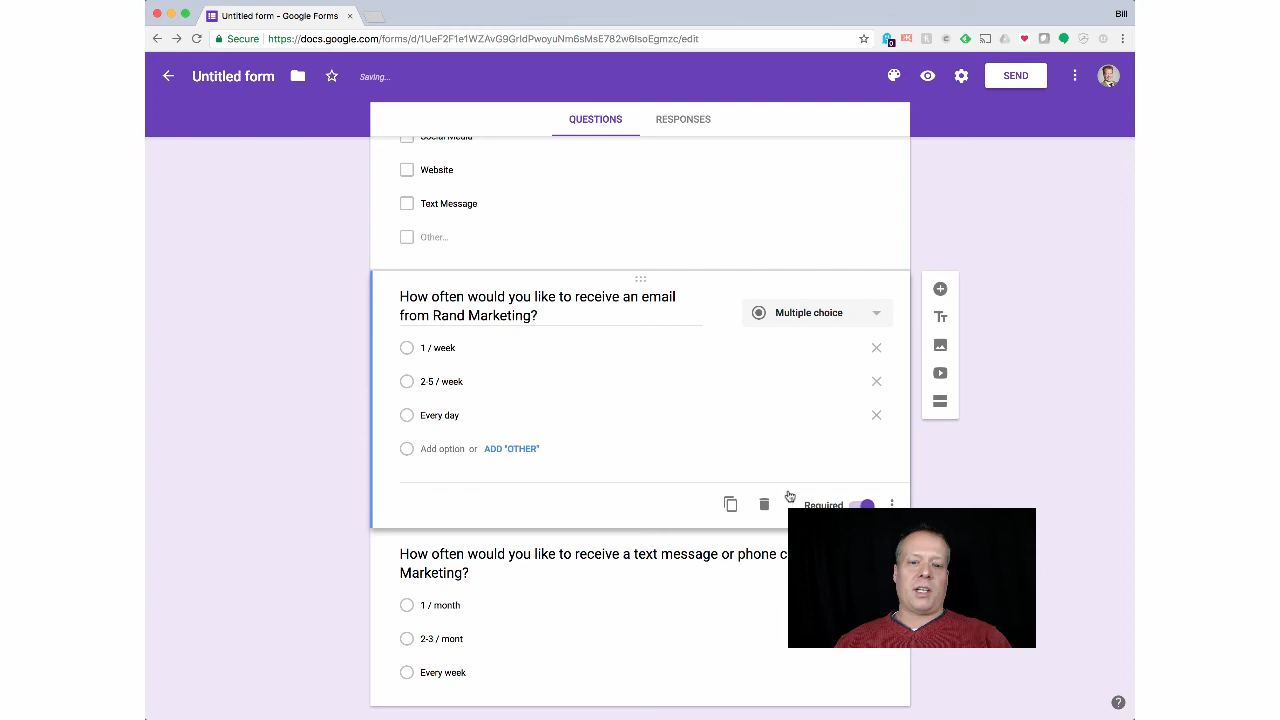 Untitled form - Google Forms
Bill
Secure
https://docs.google.com/forms/d/1UeF2F1e1WZAvG9GrldPwoyuNm6sMsE782w6lsoEgmzc/edit
Untitled form
Saving...
SEND
QUESTIONS
RESPONSES
Social Media
Website
Text Message
Other...
How often would you like to receive an email
from Rand Marketing?
Multiple choice
1 / week
2-5 / week
Every day
Add option or ADD "OTHER"
Required
How often would you like to receive a text message or phone
Marketing?
1 / month
2-3 / mont
Every week